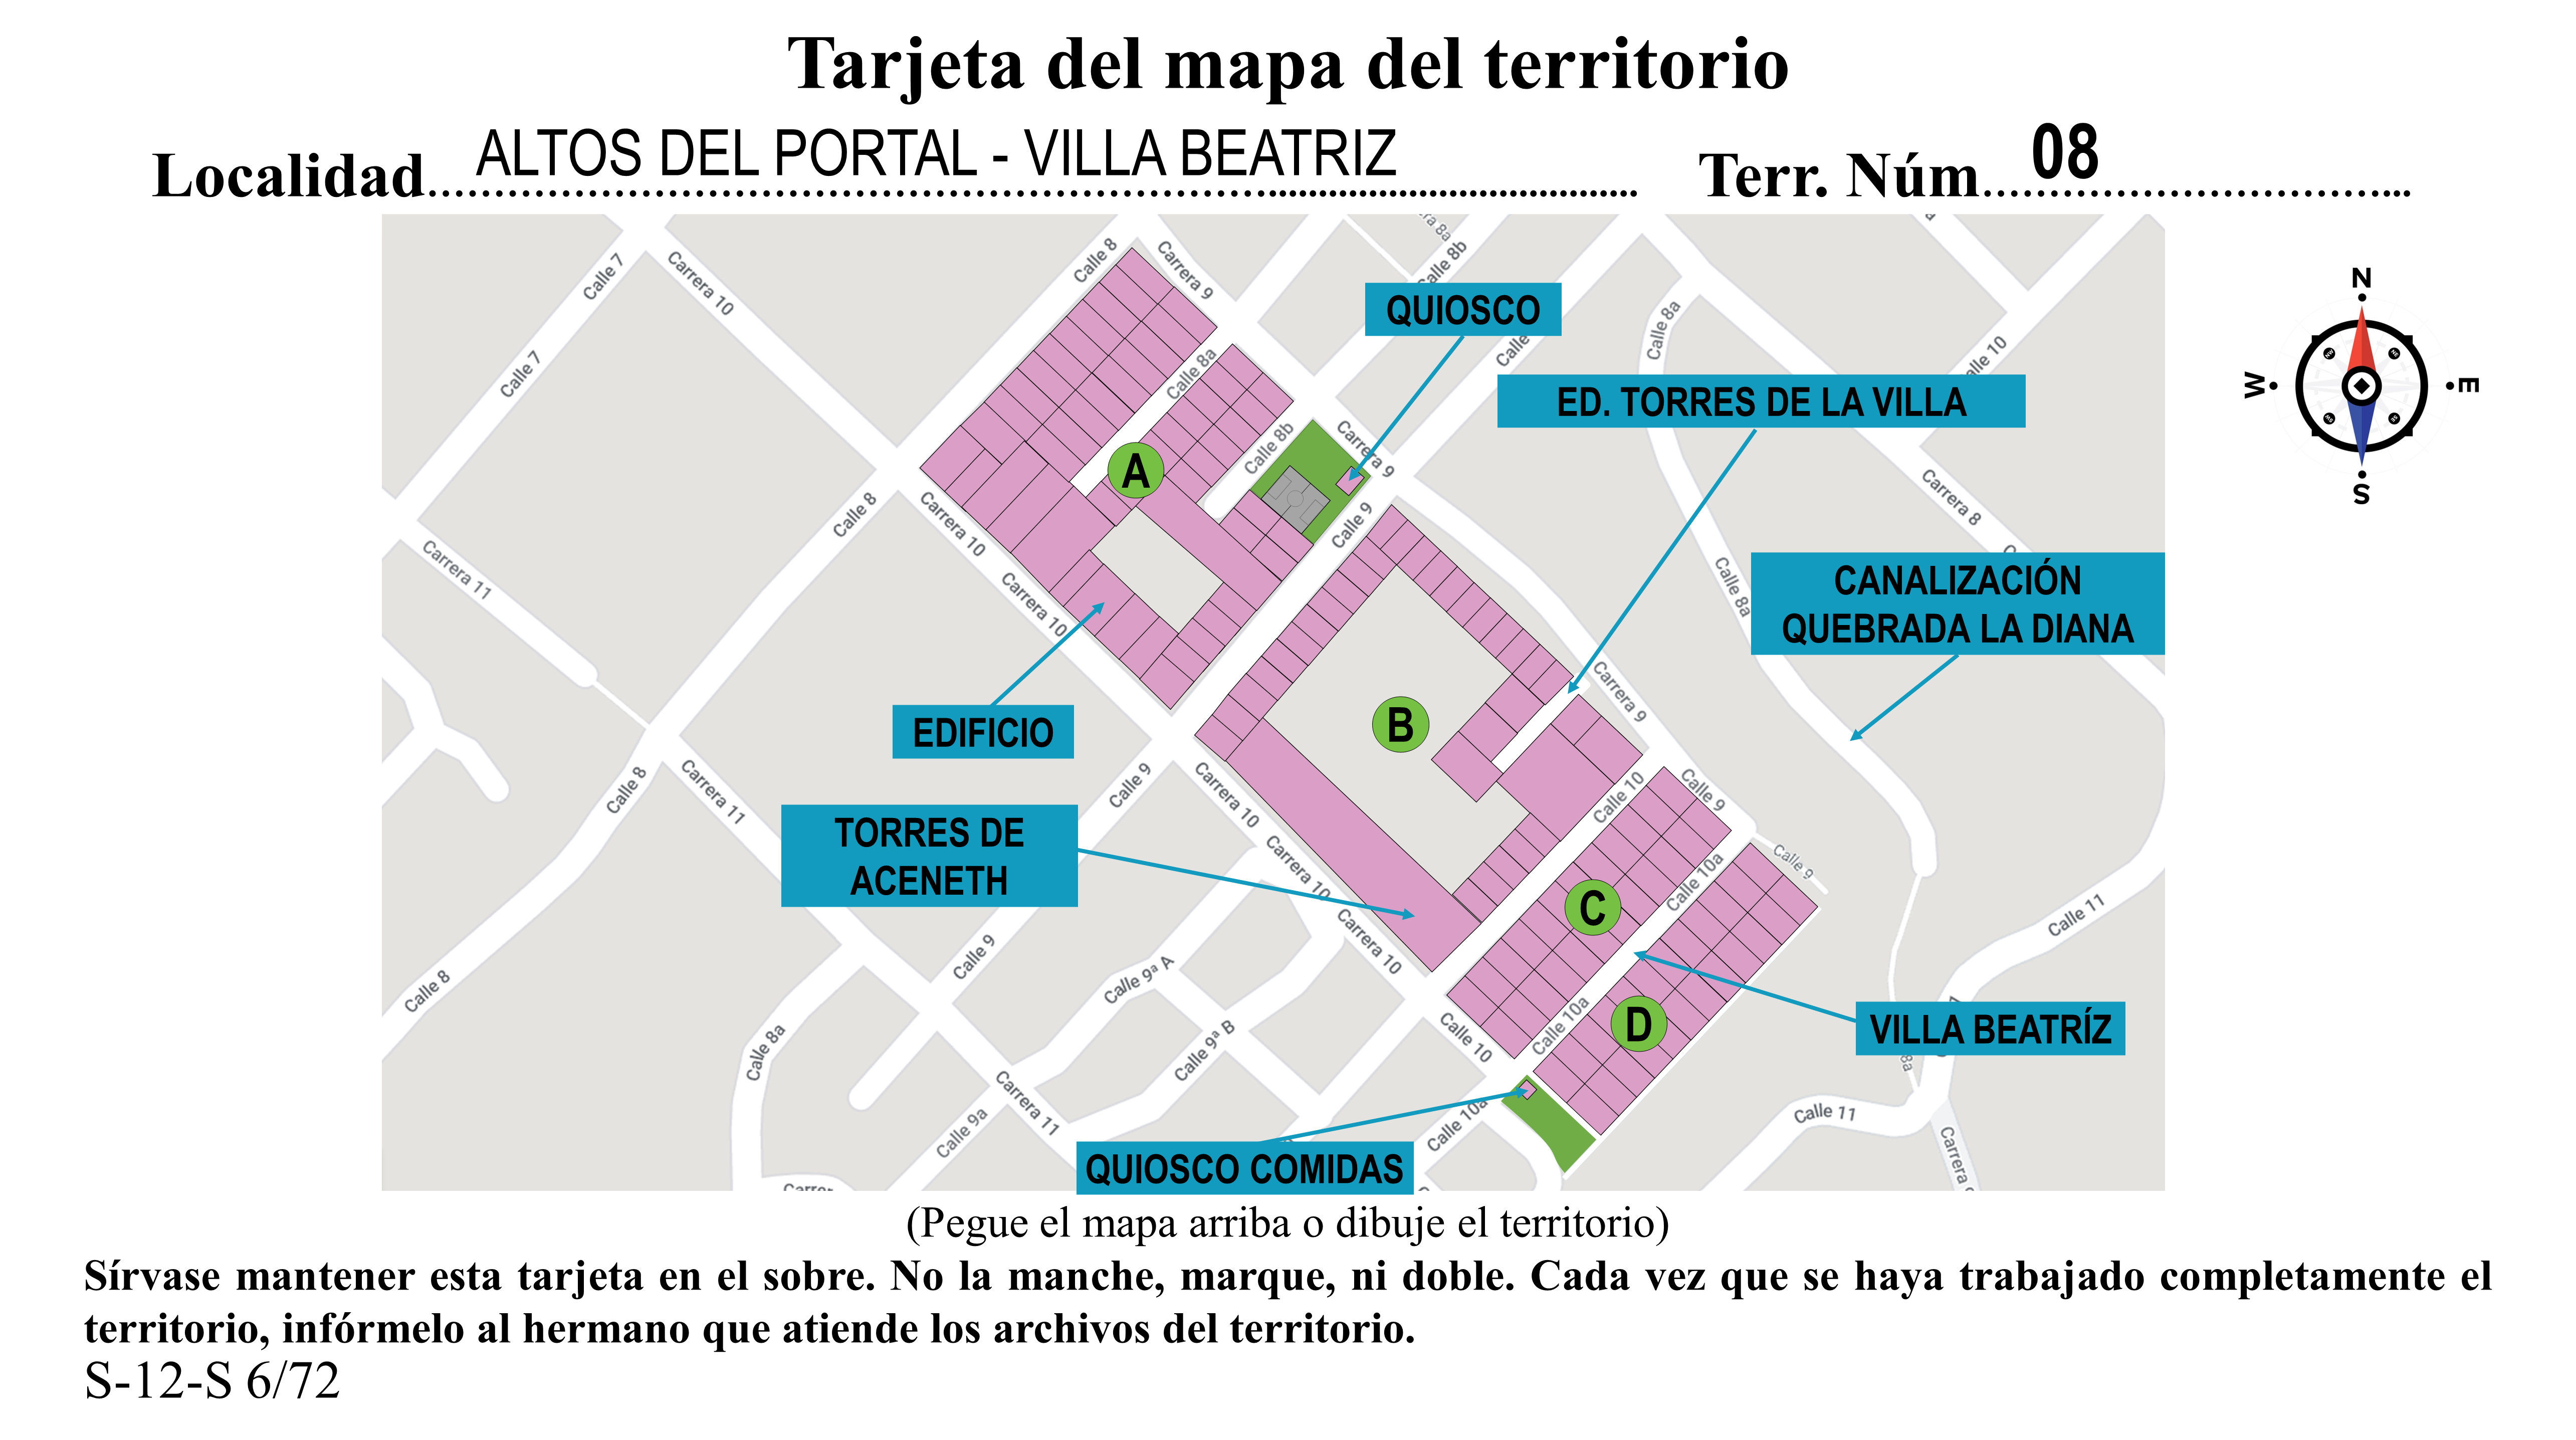 Tarjeta del mapa del territorio
Localidad ALTOS DEL PORTAL - VILLA BEATRIZ Terr. Núm 08
Calle 7
Carrera 10
Calle 8
Carrera 9
Calle 8b
QUIOSCO
Calle 8a
N
Calle 7
Calle 8a
Calle
ED. TORRES DE LA VILLA
W
E
Calle 8b
Carrera 9
A
Calle 8
Carrera 10
Calle 9
Carrera 8
S
Carrera 11
Carrera 10
Calle 8a
CANALIZACIÓN
QUEBRADA LA DIANA
Carrera 9
EDIFICIO
B
Calle 8
Carrera 11
Calle 9
Carrera 10
Calle 10
Calle 9
TORRES DE
ACENETH
Carrera 10
Calle 10a
Calle 9
C
Calle 9
Carrera 10
Calle 11
Calle 8
Calle 9ª A
Calle 10a
D
VILLA BEATRÍZ
Calle 8a
Calle 9ª B
Calle 10
8a
Calle 9a
Carrera 11
Calle 10a
Calle 11
Carrera
QUIOSCO COMIDAS
(Pegue el mapa arriba o dibuje el territorio)
Sírvase mantener esta tarjeta en el sobre. No la manche, marque, ni doble. Cada vez que se haya trabajado completamente el
territorio, infórmelo al hermano que atiende los archivos del territorio.
S-12-S 6/72